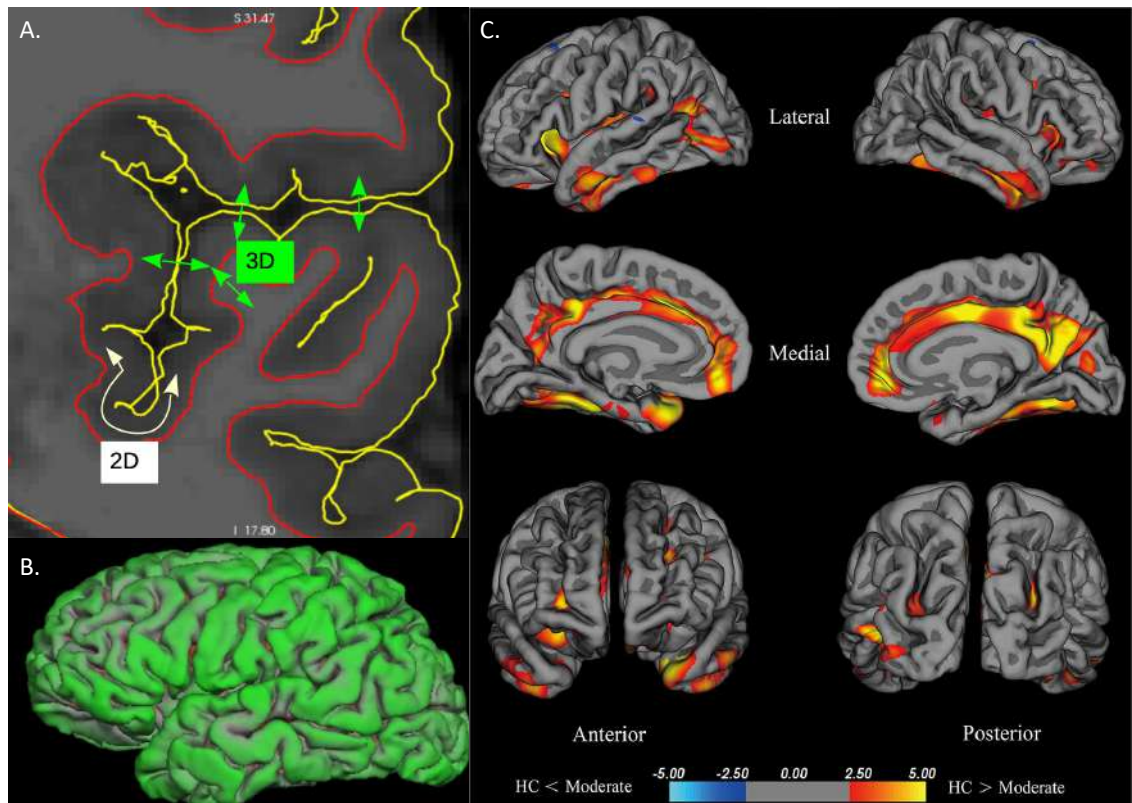 A.
S 31.47
3D
2D
I 17.80
B.
C.
Lateral
Medial
Anterior
Posterior
HC < Moderate
-5.00
-2.50
0.00
2.50
5.00
HC > Moderate